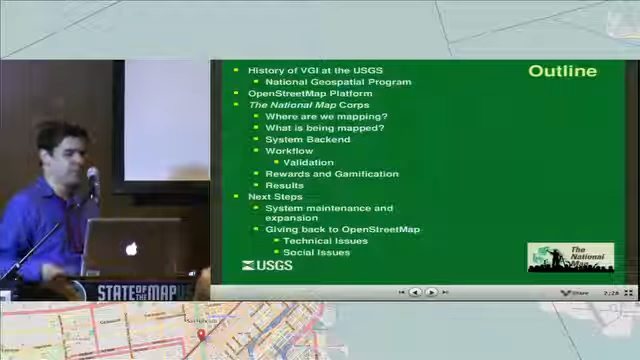 Outline
History of VGI at the USGS
National Geospatial Program
OpenStreetMap Platform
The National Map Corps
Where are we mapping?
What is being mapped?
System Backend
Workflow
Validation
Rewards and Gamification
Results
Next Steps
System maintenance and
expansion
Giving back to OpenStreetMap
Technical Issues
Social Issues
USGS
The
National
STATE OF THE MAP